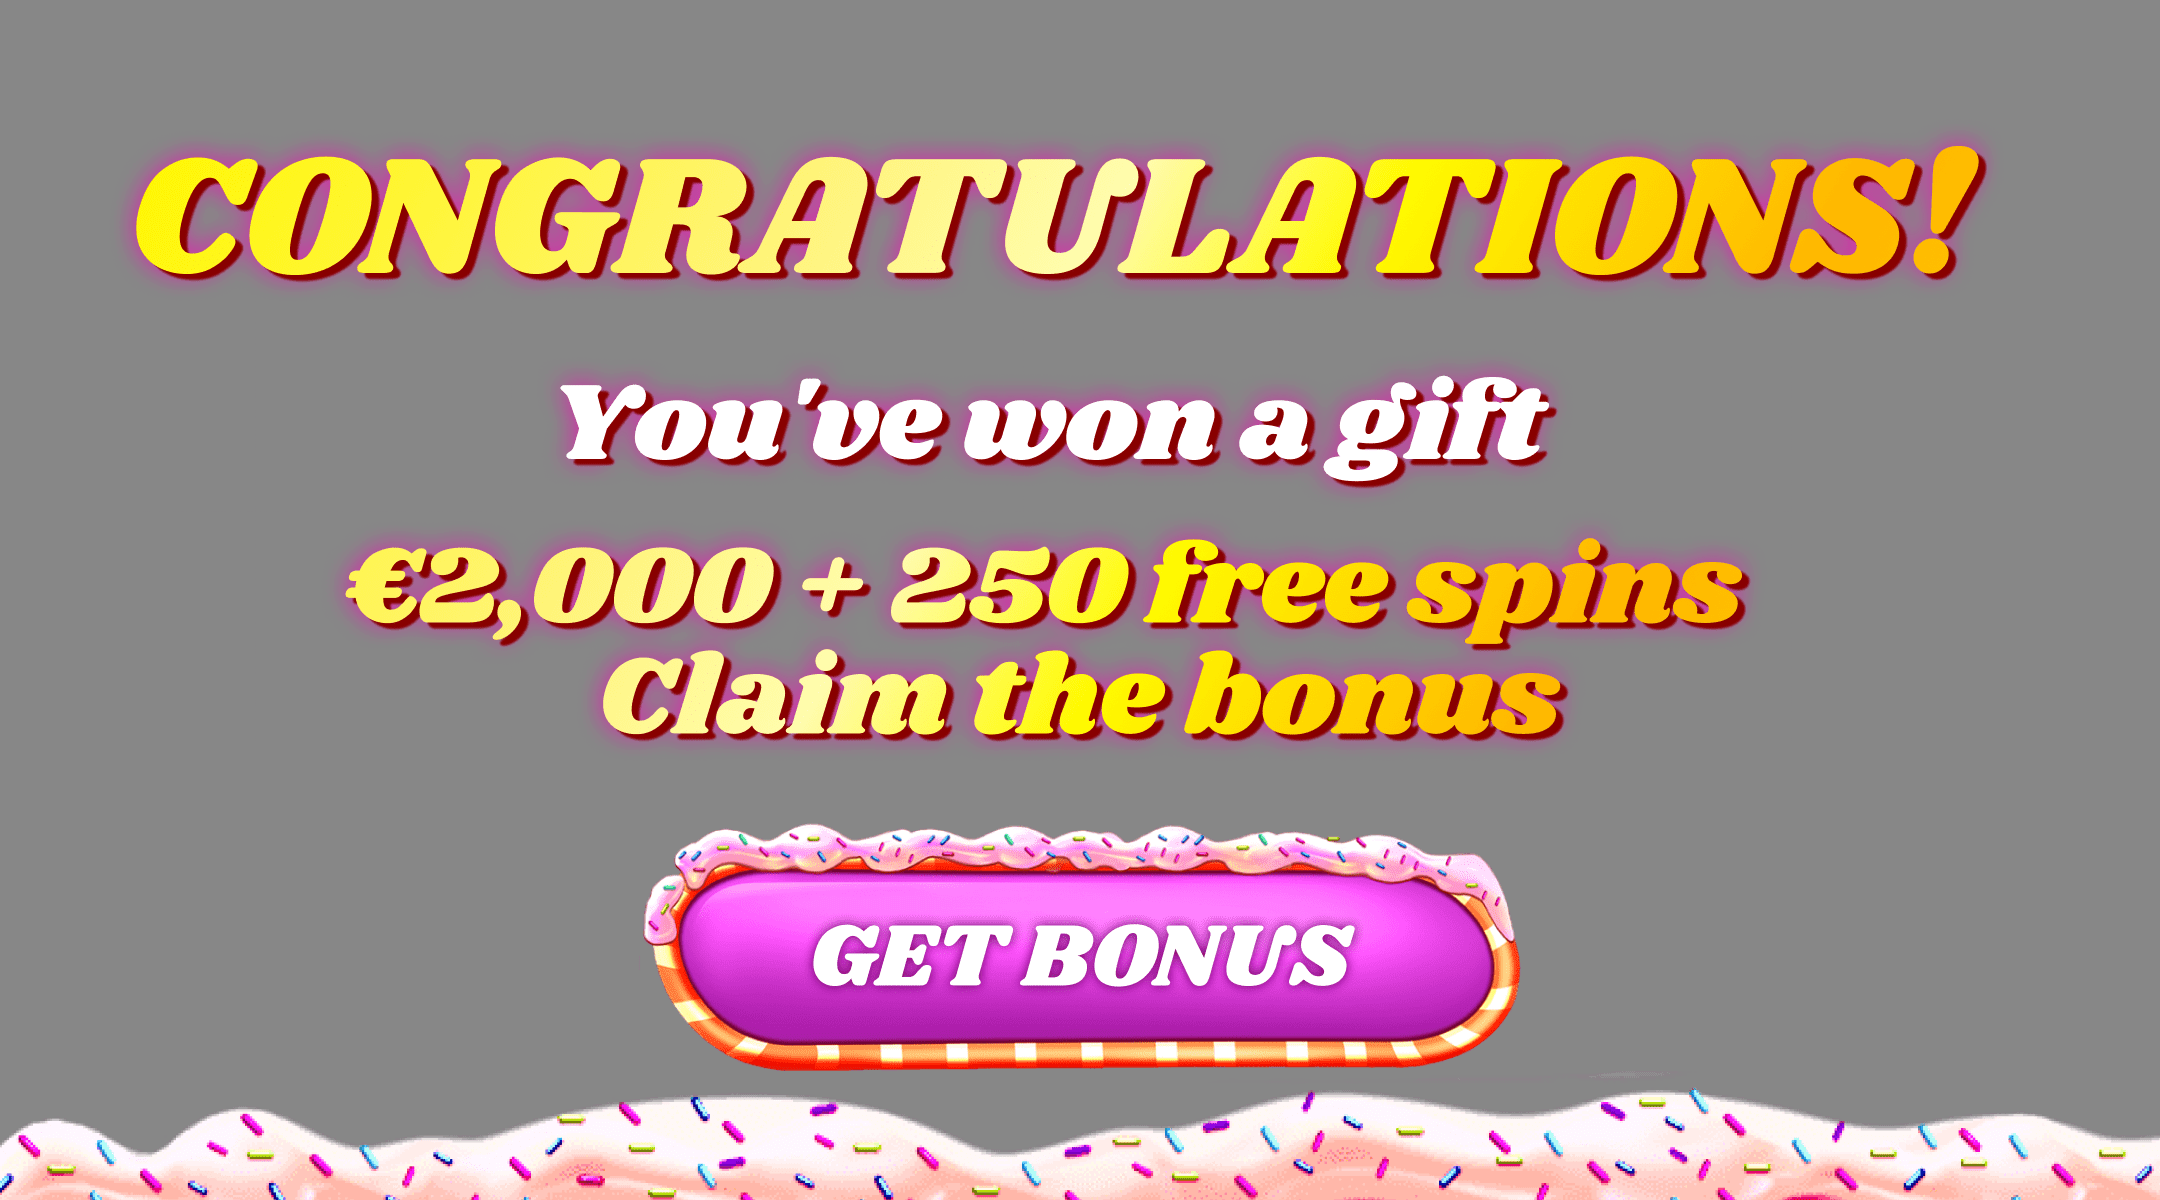 CONGRATULATIONS!
You've won a gift
€2,000 + 250 free spins
Claim the bonus
GET BONUS